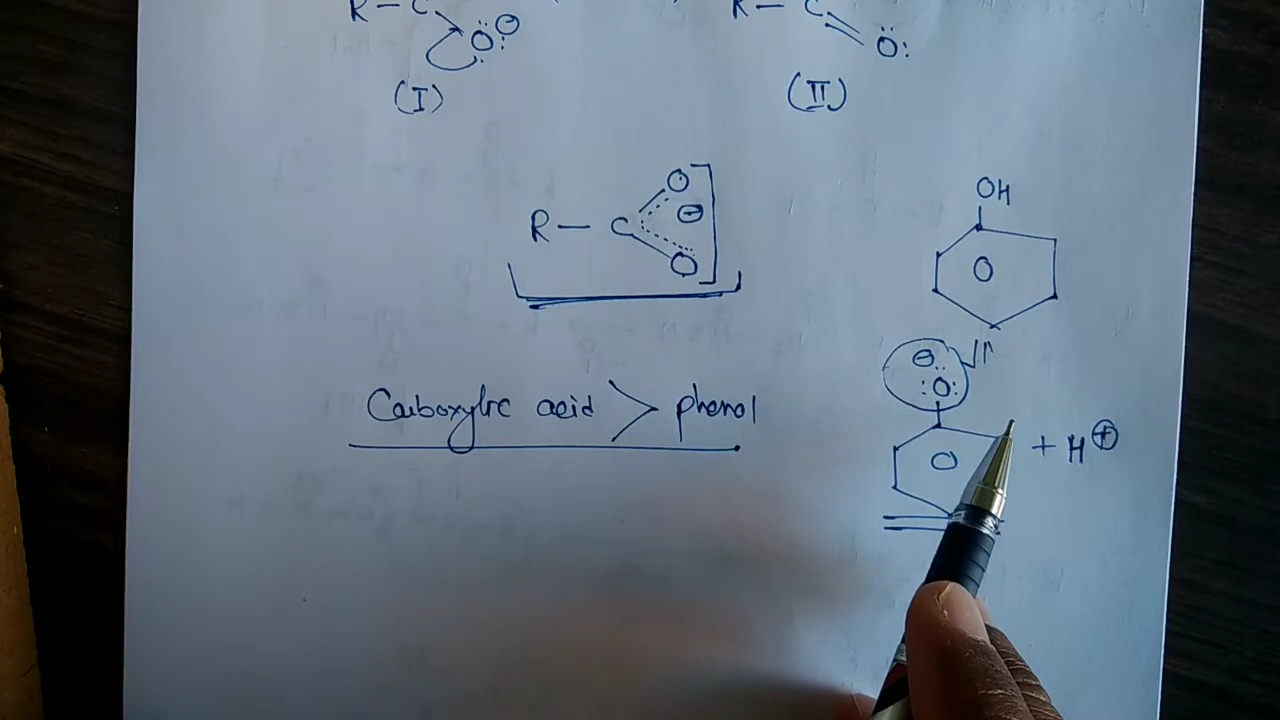 R – C
Ö: ⊖
R – C
Ö:
(I)
(II)
OH
O
R – C
⊖
O
O
⊖
:Ö:
Carboxylic acid > phenol
O
+ H⊕